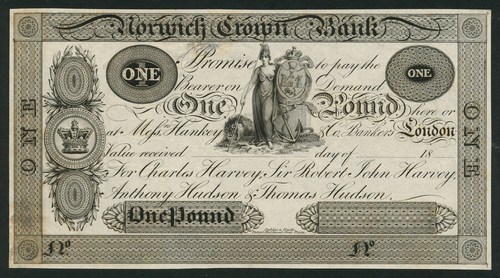 Norwich Crown Bank
I Promise to pay the
ONE
ONE
Bearer on Demand
One Pound here or
at Mess.rs Hankey & Co. Bankers London
Value received day of 18
For Charles Harvey, Sir Robert John Harvey,
Anthony Hudson & Thomas Hudson.
One Pound
No No
ONE
ONE